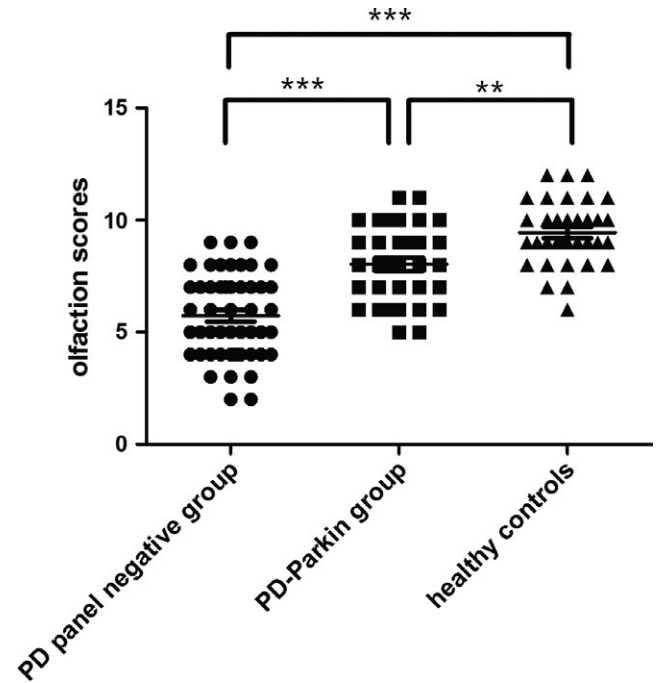 ***
***
**
15
10
5
0
olfaction scores
PD panel negative group
PD-Parkin group
healthy controls